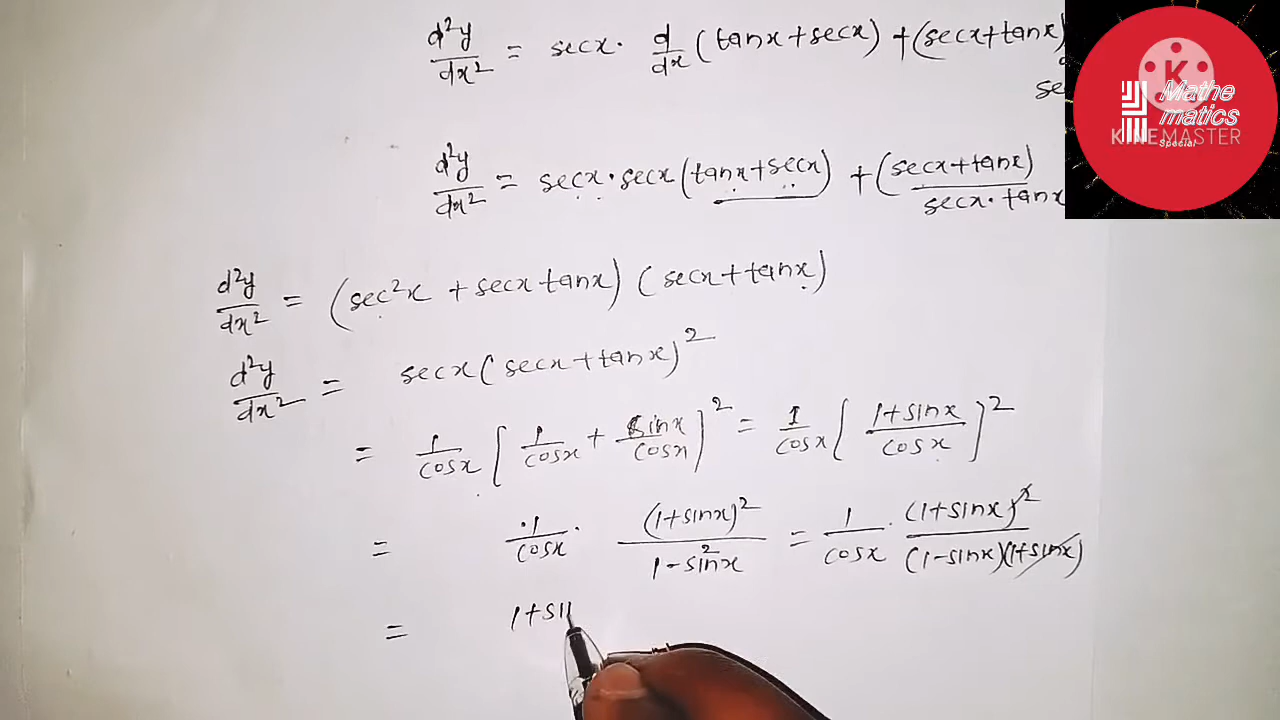 d²y/dx² = secx · d/dx (tanx + secx) + (secx + tanx)
d
se
d²y/dx² = secx · secx (tanx + secx) + (secx + tanx)
secx · tanx
d²y/dx² = (sec²x + secx tanx) (secx + tanx)
d²y/dx² = secx (secx + tanx)²
= 1/cosx [1/cosx + sinx/cosx]² = 1/cosx [1+sinx/cosx]²
= · 1/cosx · (1+sinx)²/1-sin²x = 1/cosx · (1+sinx)²/(1-sinx)(1+sinx)
= 1+sin
K
Mathe
matics
KINEMASTER
Special